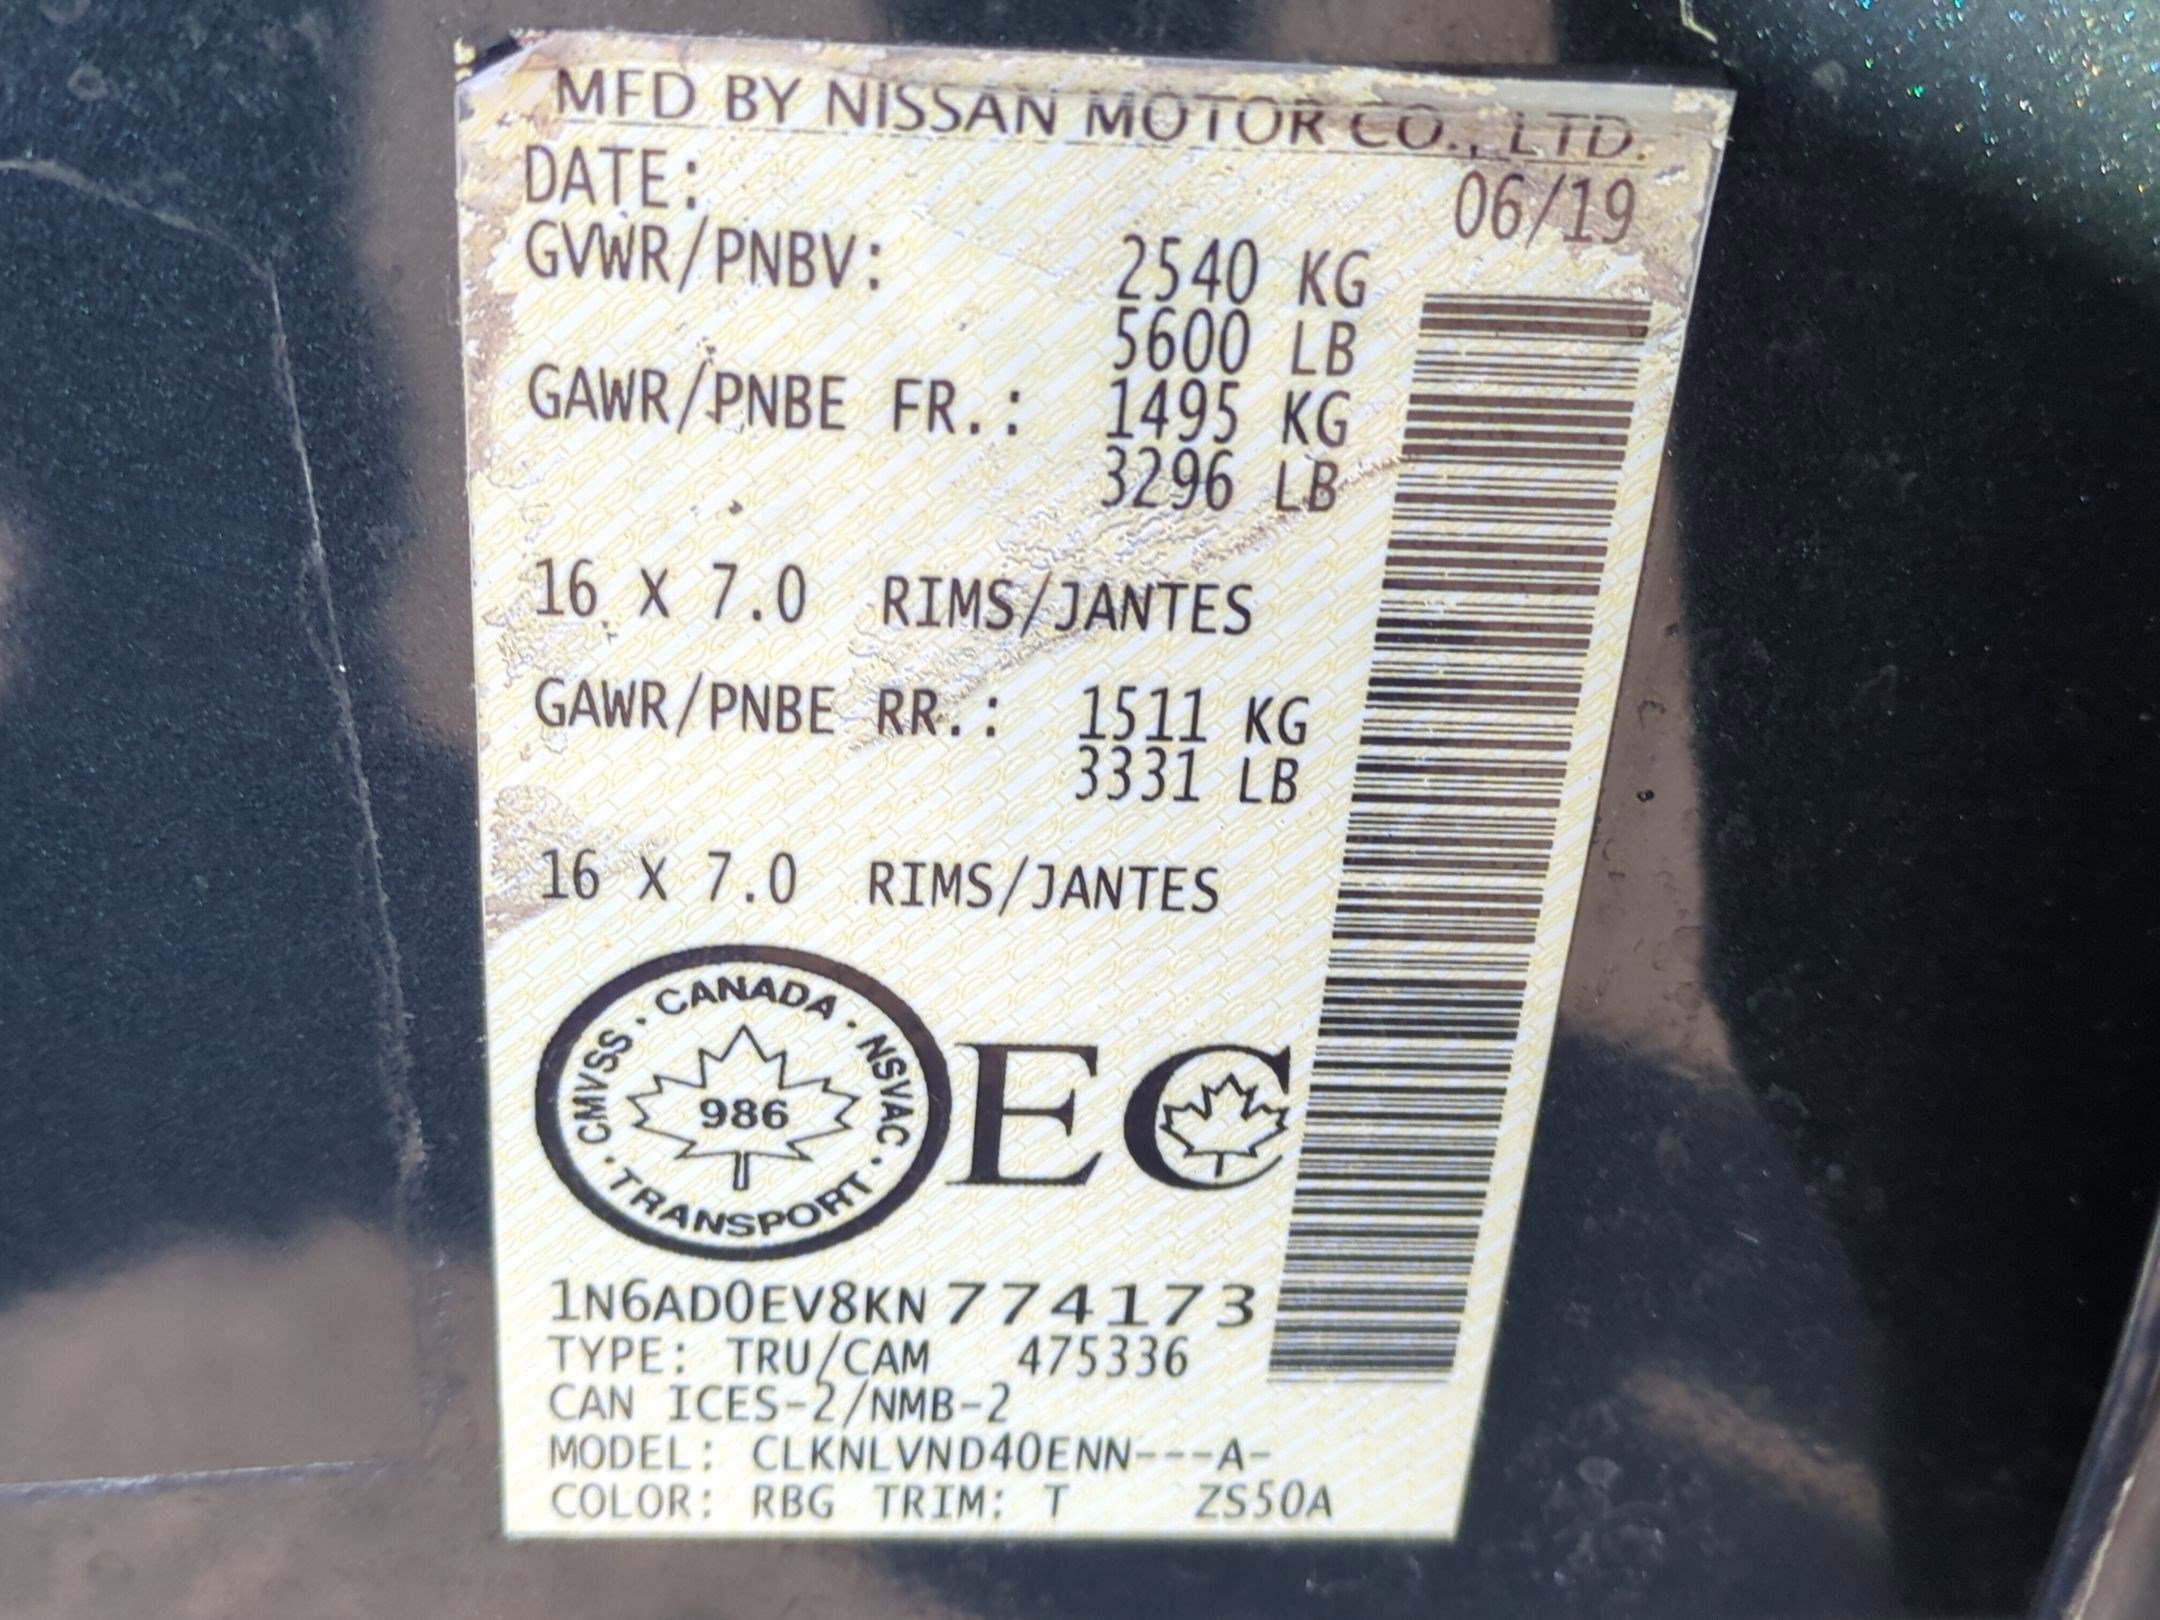 MFD BY NISSAN MOTOR CO., LTD.
DATE: 06/19
GVWR/PNBV: 2540 KG
5600 LB
GAWR/PNBE FR.: 1495 KG
3296 LB
16 X 7.0 RIMS/JANTES
GAWR/PNBE RR.: 1511 KG
3331 LB
16 X 7.0 RIMS/JANTES
CMVSS · CANADA · NSVAC · TRANSPORT ·
986
EC
1N6AD0EV8KN774173
TYPE: TRU/CAM 475336
CAN ICES-2/NMB-2
MODEL: CLKNLVND40ENN---A-
COLOR: RBG TRIM: T ZS50A